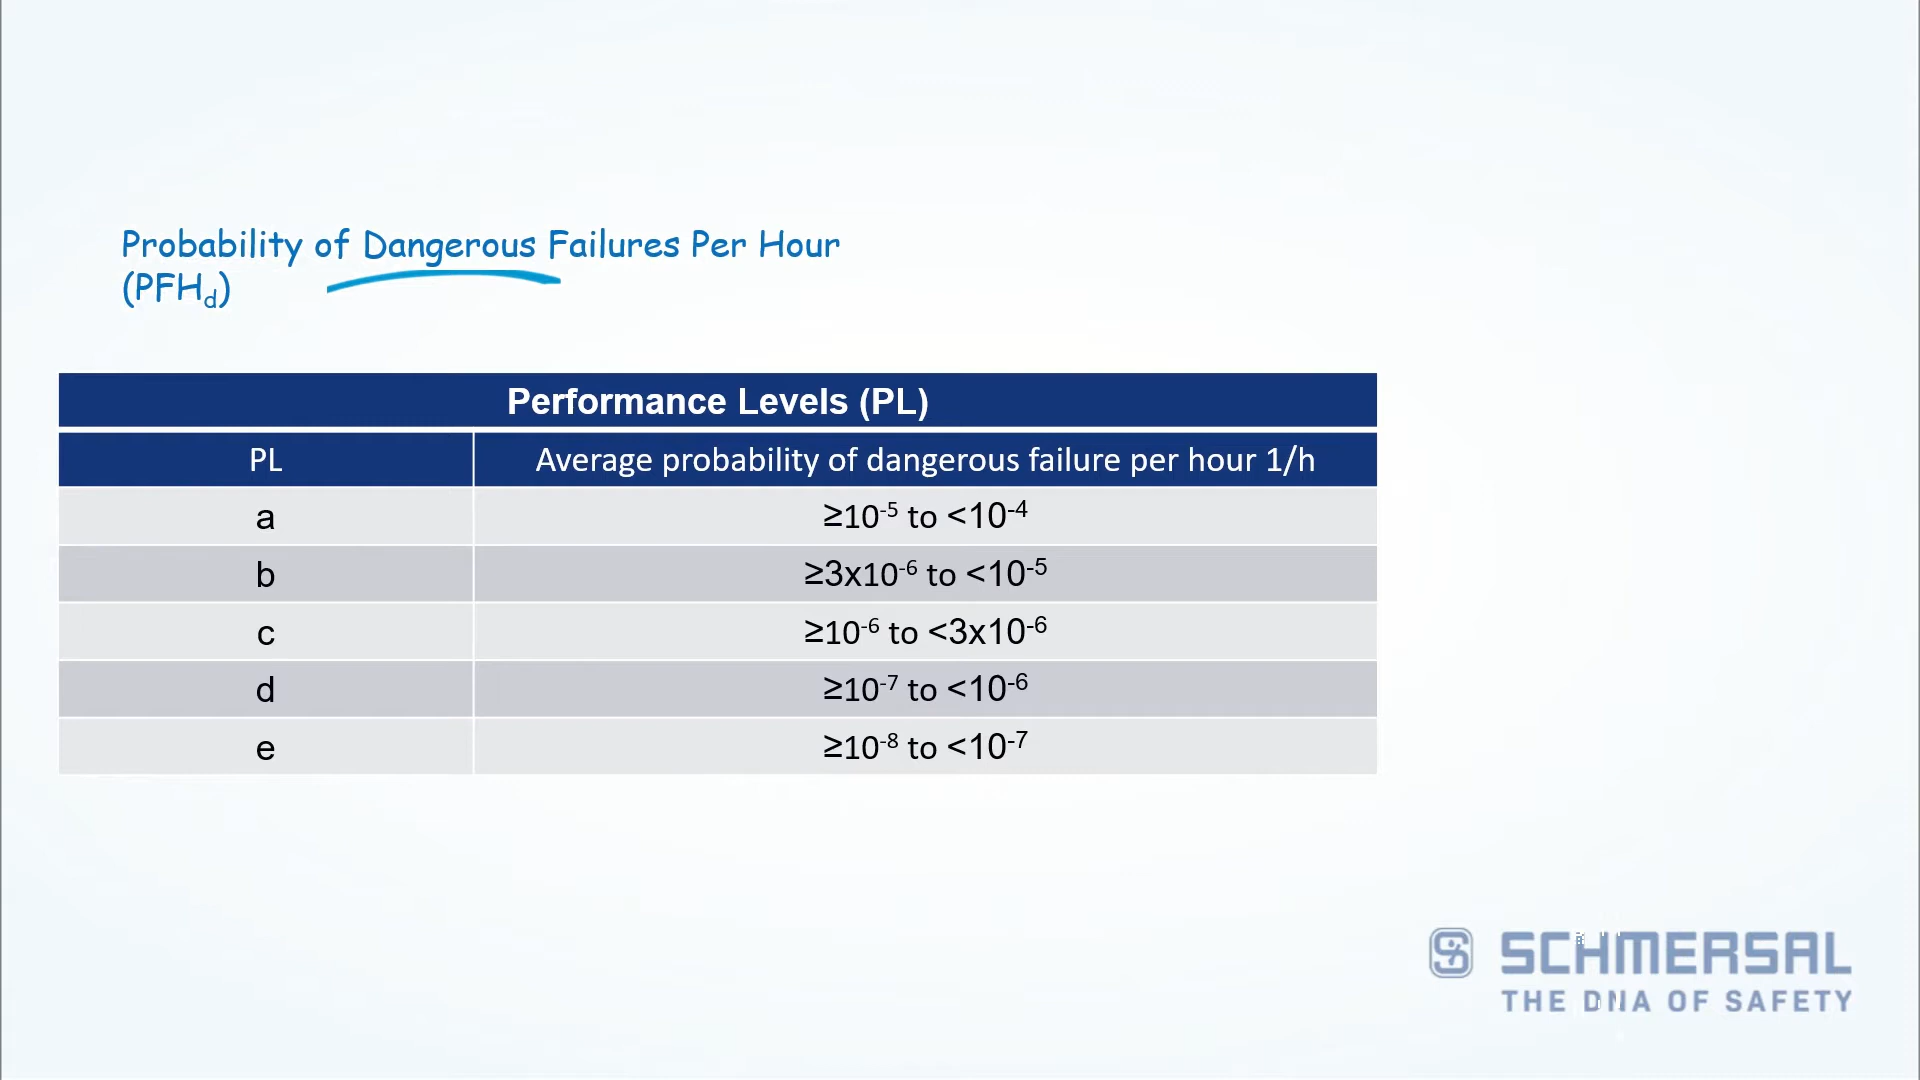 Probability of Dangerous Failures Per Hour
(PFHd)
Performance Levels (PL)
PL Average probability of dangerous failure per hour 1/h
a ≥10⁻⁵ to <10⁻⁴
b ≥3x10⁻⁶ to <10⁻⁵
c ≥10⁻⁶ to <3x10⁻⁶
d ≥10⁻⁷ to <10⁻⁶
e ≥10⁻⁸ to <10⁻⁷
SCHMERSAL
THE DNA OF SAFETY